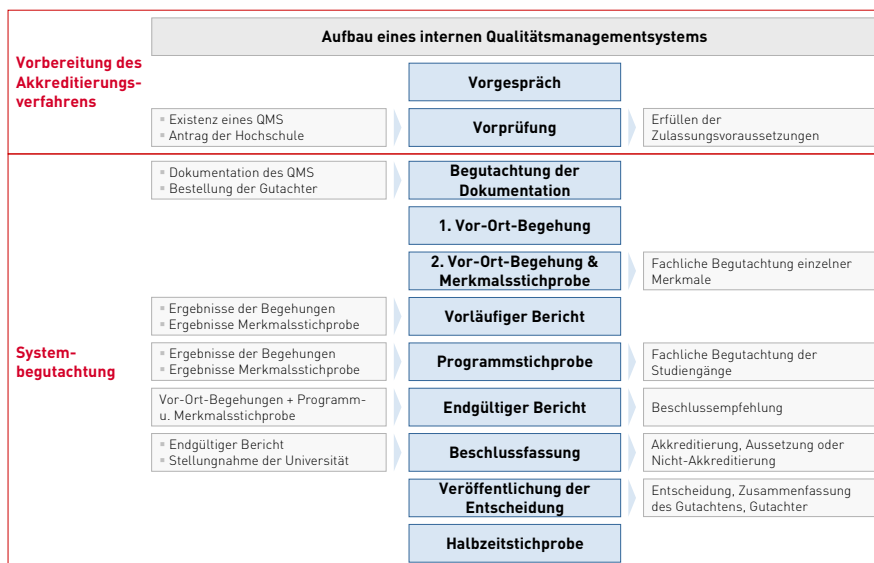 Aufbau eines internen Qualitätsmanagementsystems
Vorbereitung des
Akkreditierungs-
verfahrens
Vorgespräch
▪ Existenz eines QMS
▪ Antrag der Hochschule
Vorprüfung
Erfüllen der
Zulassungsvoraussetzungen
System-
begutachtung
▪ Dokumentation des QMS
▪ Bestellung der Gutachter
Begutachtung der
Dokumentation
1. Vor-Ort-Begehung
2. Vor-Ort-Begehung &
Merkmalsstichprobe
Fachliche Begutachtung einzelner
Merkmale
▪ Ergebnisse der Begehungen
▪ Ergebnisse Merkmalsstichprobe
Vorläufiger Bericht
▪ Ergebnisse der Begehungen
▪ Ergebnisse Merkmalsstichprobe
Programmstichprobe
Fachliche Begutachtung der
Studiengänge
Vor-Ort-Begehungen + Programm-
u. Merkmalsstichprobe
Endgültiger Bericht
Beschlussempfehlung
▪ Endgültiger Bericht
▪ Stellungnahme der Universität
Beschlussfassung
Akkreditierung, Aussetzung oder
Nicht-Akkreditierung
Veröffentlichung der
Entscheidung
Entscheidung, Zusammenfassung
des Gutachtens, Gutachter
Halbzeitstichprobe